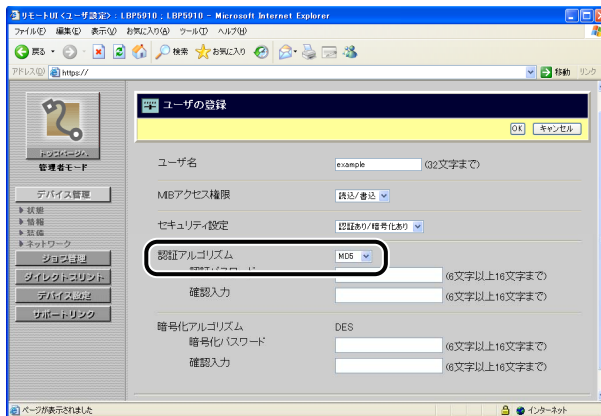 リモートUI <ユーザ設定> : LBP5910 ; LBP5910 - Microsoft Internet Explorer
ファイル(F) 編集(E) 表示(V) お気に入り(A) ツール(T) ヘルプ(H)
戻る 検索 お気に入り
アドレス(D) https:// 移動 リンク
ユーザの登録
OK キャンセル
トップページへ
管理者モード
デバイス管理
状態
情報
装備
ネットワーク
ジョブ管理
ダイレクトプリント
デバイス設定
サポートリンク
ユーザ名 example (32文字まで)
MIBアクセス権限 読込/書込
セキュリティ設定 認証あり/暗号化あり
認証アルゴリズム MD5
認証パスワード (6文字以上16文字まで)
確認入力 (6文字以上16文字まで)
暗号化アルゴリズム DES
暗号化パスワード (6文字以上16文字まで)
確認入力 (6文字以上16文字まで)
ページが表示されました インターネット